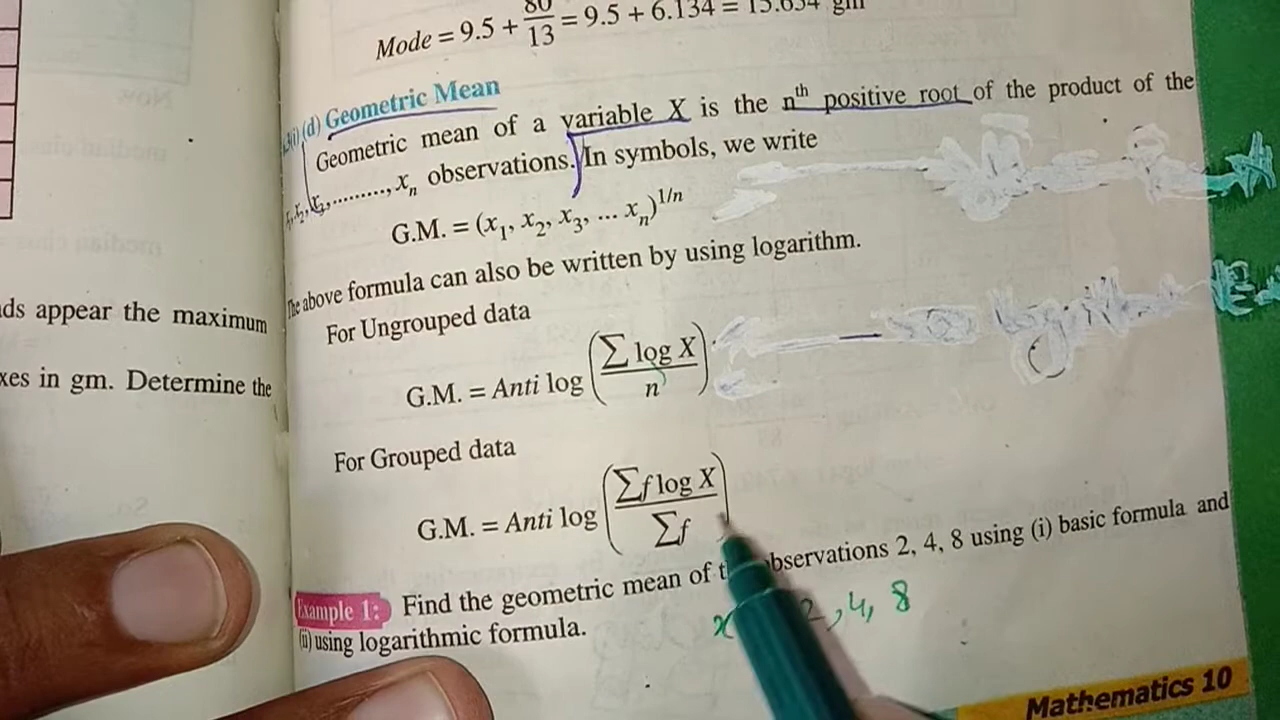 Mode = 9.5 + 80/13 = 9.5 + 6.134 = 15.634 gm
(d) Geometric Mean
Geometric mean of a variable X is the nth positive root of the product of the
x₁, x₂, x₃, ........., xₙ observations. In symbols, we write
G.M. = (x₁, x₂, x₃, ... xₙ)^1/n
The above formula can also be written by using logarithm.
For Ungrouped data
G.M. = Anti log (∑ log X / n)
For Grouped data
G.M. = Anti log (∑f log X / ∑f)
Example 1: Find the geometric mean of observations 2, 4, 8 using (i) basic formula and
(ii) using logarithmic formula.
x 2, 4, 8
Mathematics 10
ds appear the maximum
xes in gm. Determine the